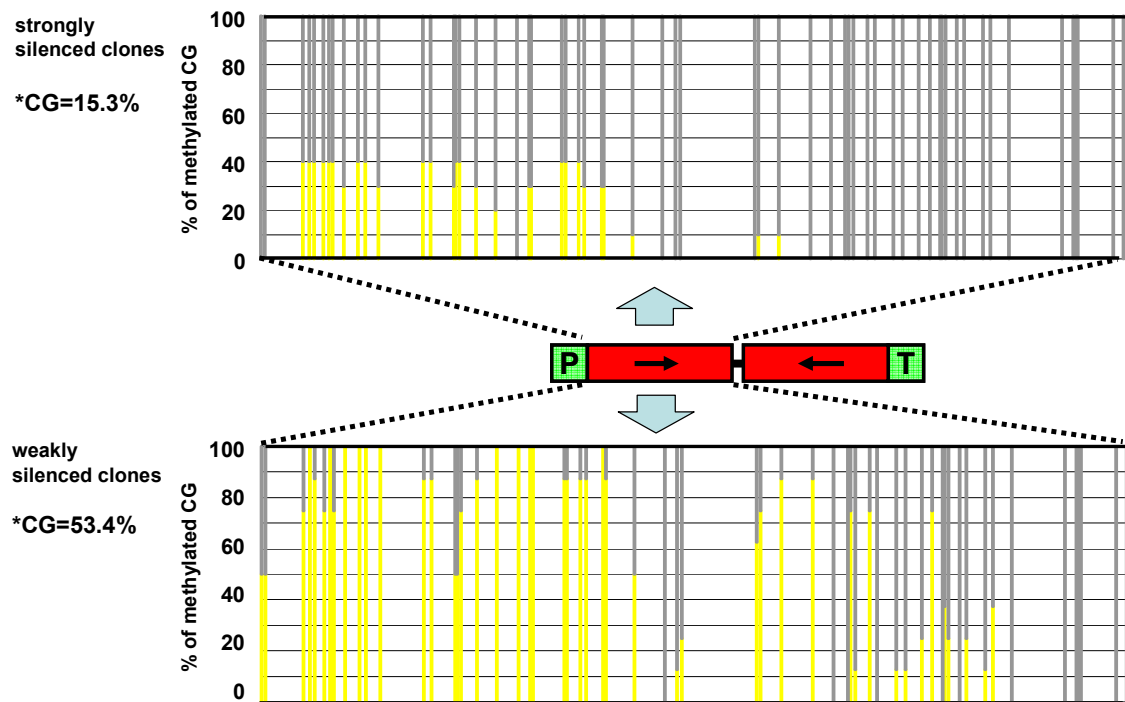 strongly
silenced clones
*CG=15.3%
% of methylated CG
100
80
60
40
20
0
P
T
weakly
silenced clones
*CG=53.4%
% of methylated CG
100
80
60
40
20
0